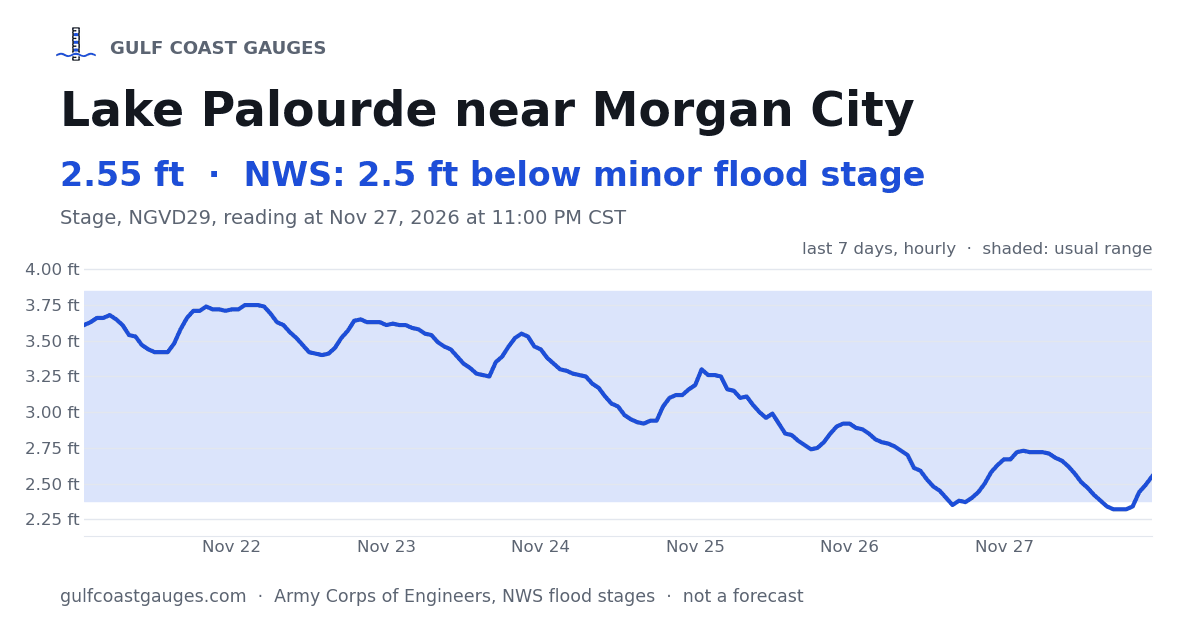 GULF COAST GAUGES
Lake Palourde near Morgan City
2.55 ft · NWS: 2.5 ft below minor flood stage
Stage, NGVD29, reading at Nov 27, 2026 at 11:00 PM CST
last 7 days, hourly · shaded: usual range
4.00 ft
3.75 ft
3.50 ft
3.25 ft
3.00 ft
2.75 ft
2.50 ft
2.25 ft
Nov 22 Nov 23 Nov 24 Nov 25 Nov 26 Nov 27
gulfcoastgauges.com · Army Corps of Engineers, NWS flood stages · not a forecast